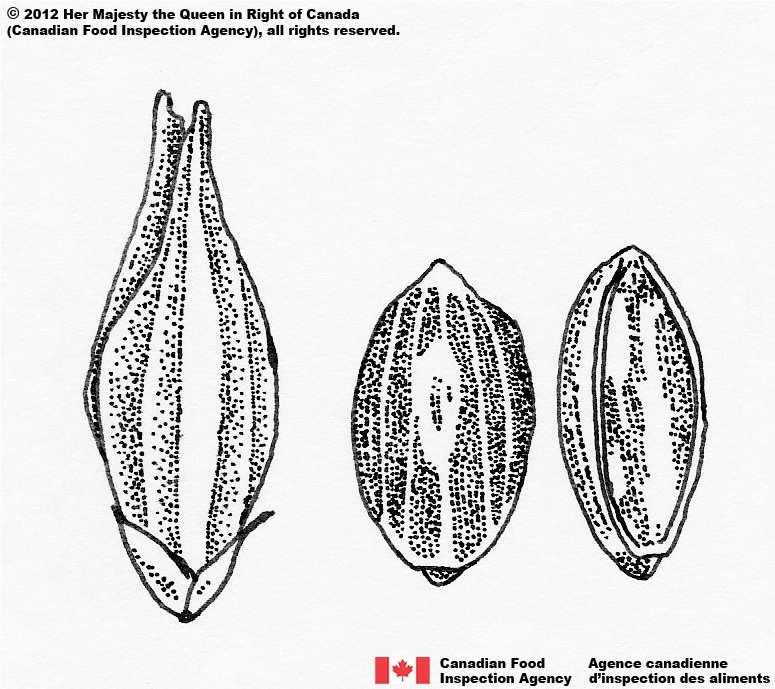 © 2012 Her Majesty the Queen in Right of Canada
(Canadian Food Inspection Agency), all rights reserved.
Canadian Food
Inspection Agency
Agence canadienne
d'inspection des aliments